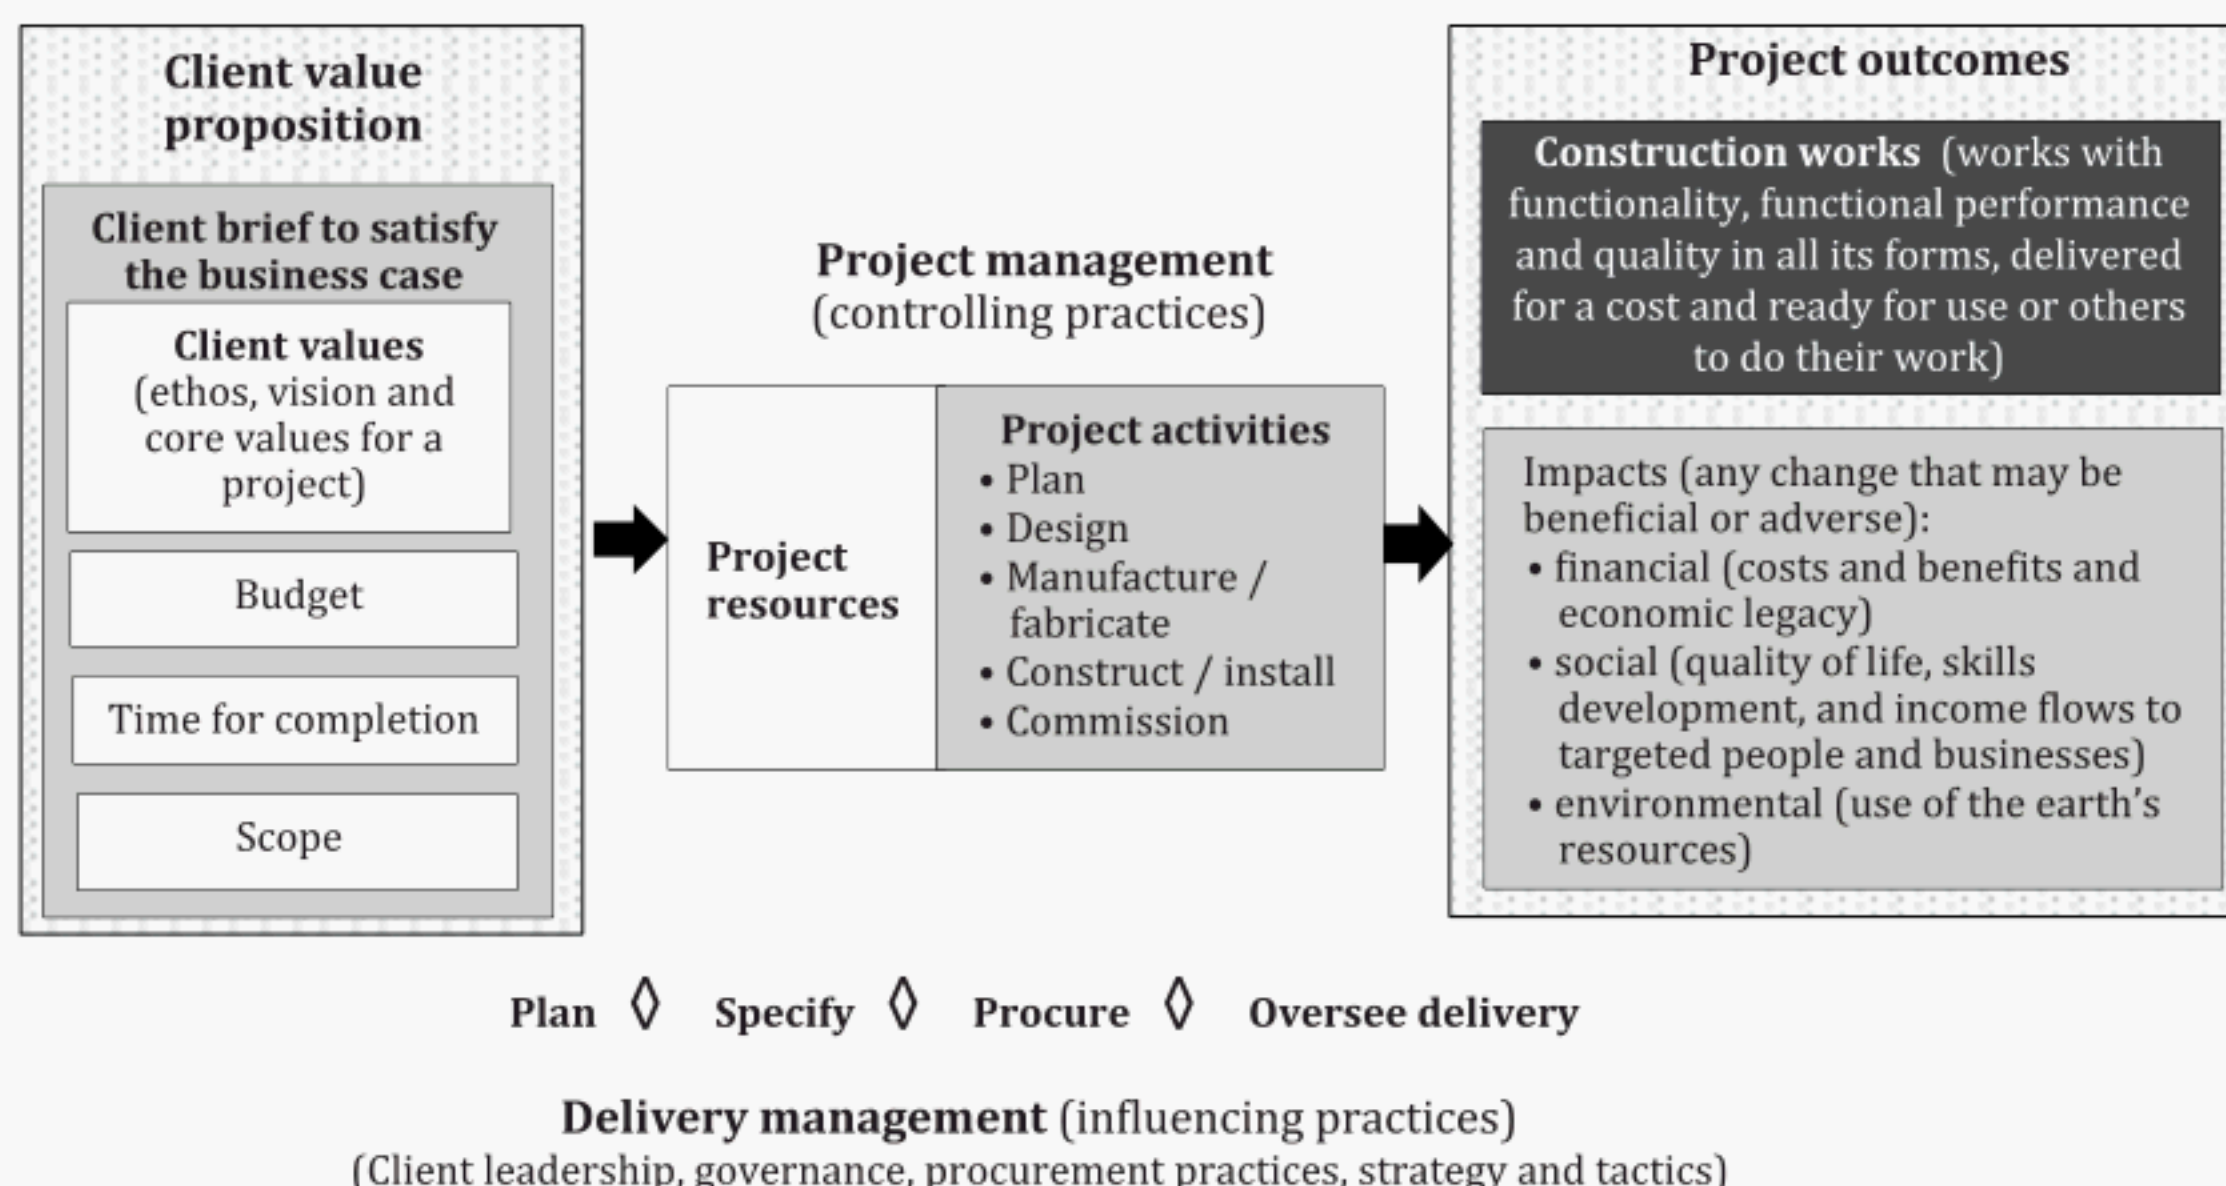 Client value
proposition
Client brief to satisfy
the business case
Client values
(ethos, vision and
core values for a
project)
Budget
Time for completion
Scope
Project management
(controlling practices)
Project
resources
Project activities
• Plan
• Design
• Manufacture /
fabricate
• Construct / install
• Commission
Project outcomes
Construction works (works with
functionality, functional performance
and quality in all its forms, delivered
for a cost and ready for use or others
to do their work)
Impacts (any change that may be
beneficial or adverse):
• financial (costs and benefits and
economic legacy)
• social (quality of life, skills
development, and income flows to
targeted people and businesses)
• environmental (use of the earth's
resources)
Plan ◊ Specify ◊ Procure ◊ Oversee delivery
Delivery management (influencing practices)
(Client leadership, governance, procurement practices, strategy and tactics)